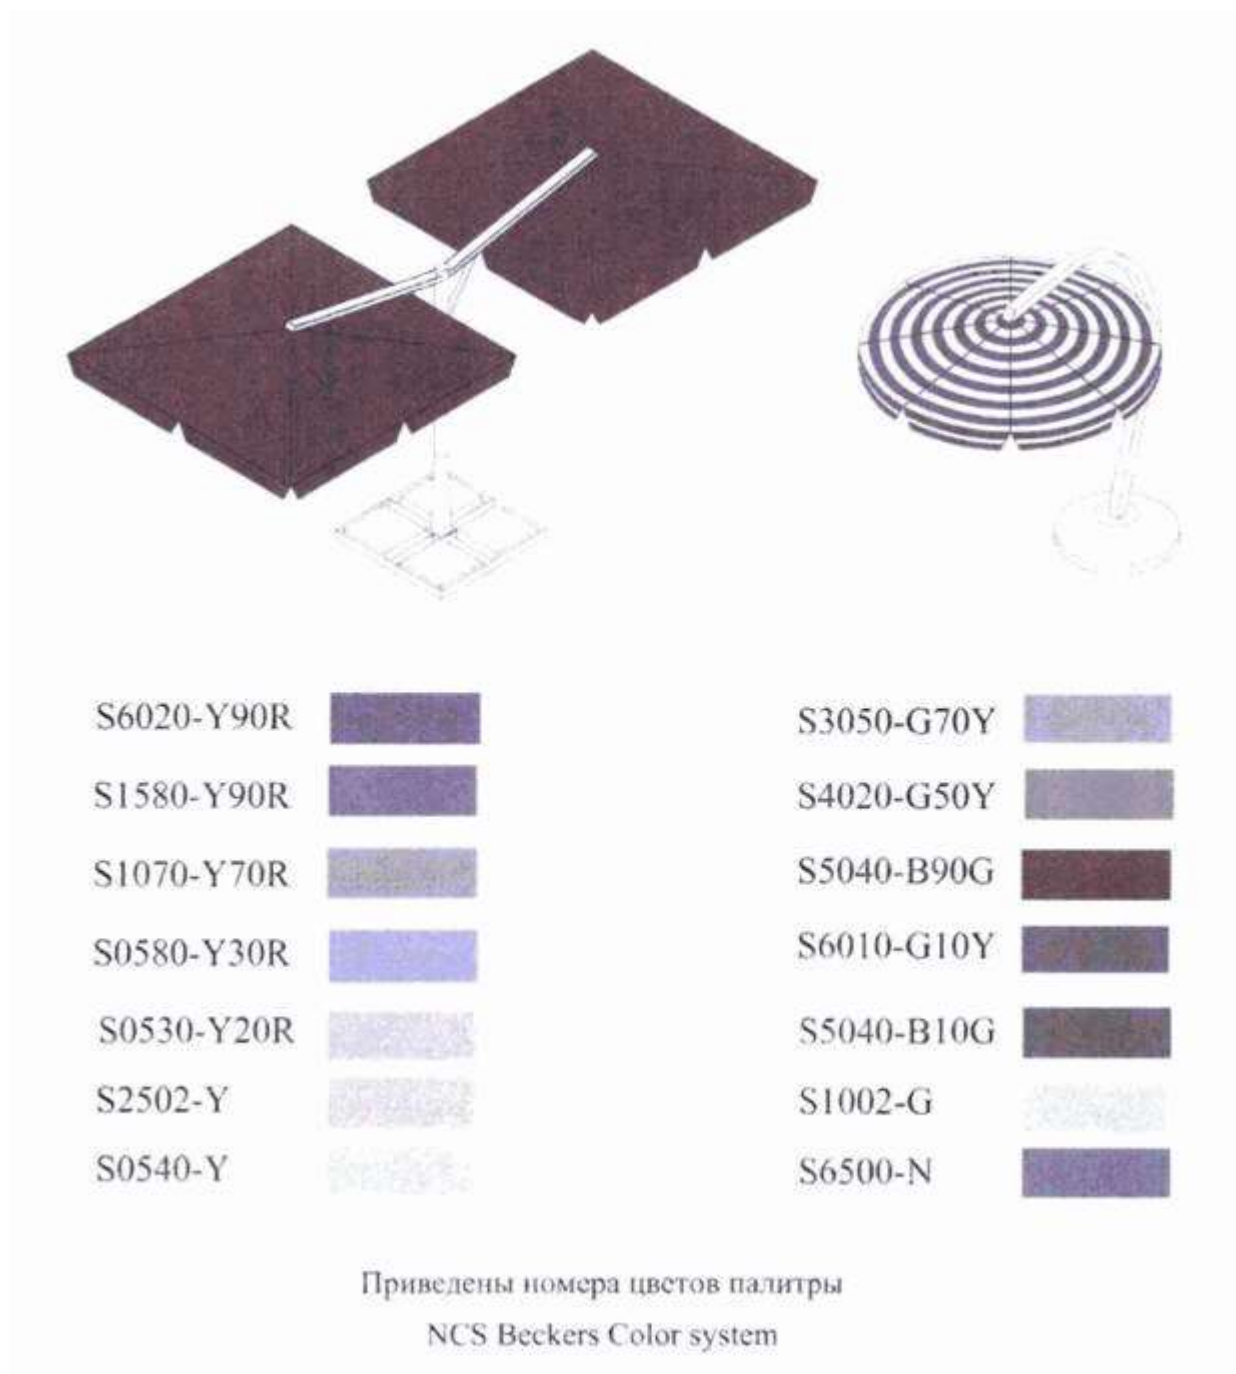 S6020-Y90R
S1580-Y90R
S1070-Y70R
S0580-Y30R
S0530-Y20R
S2502-Y
S0540-Y
S3050-G70Y
S4020-G50Y
S5040-B90G
S6010-G10Y
S5040-B10G
S1002-G
S6500-N
Приведены номера цветов палитры
NCS Beckers Color system